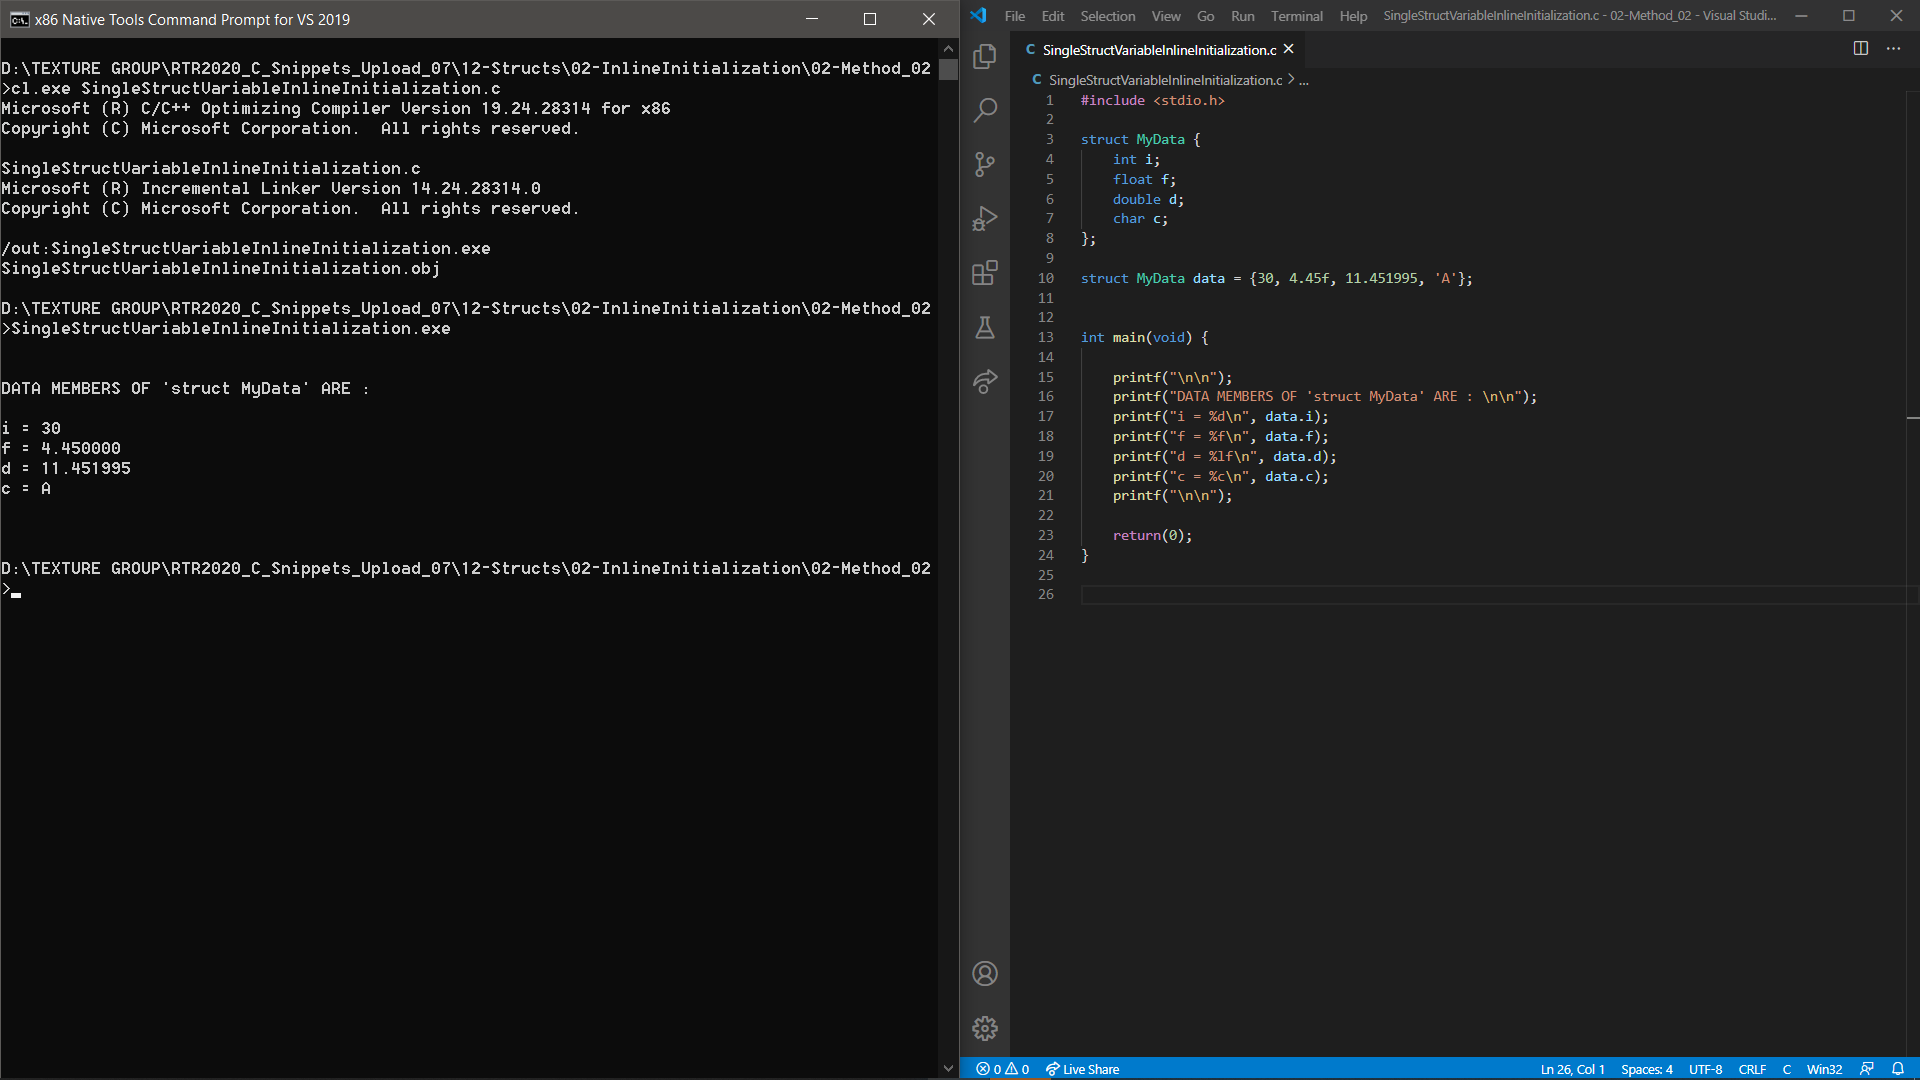 x86 Native Tools Command Prompt for VS 2019
D:\TEXTURE GROUP\RTR2020_C_Snippets_Upload_07\12-Structs\02-InlineInitialization\02-Method_02
>cl.exe SingleStructVariableInlineInitialization.c
Microsoft (R) C/C++ Optimizing Compiler Version 19.24.28314 for x86
Copyright (C) Microsoft Corporation.  All rights reserved.
SingleStructVariableInlineInitialization.c
Microsoft (R) Incremental Linker Version 14.24.28314.0
Copyright (C) Microsoft Corporation.  All rights reserved.
/out:SingleStructVariableInlineInitialization.exe
SingleStructVariableInlineInitialization.obj
D:\TEXTURE GROUP\RTR2020_C_Snippets_Upload_07\12-Structs\02-InlineInitialization\02-Method_02
>SingleStructVariableInlineInitialization.exe
DATA MEMBERS OF 'struct MyData' ARE :
i = 30
f = 4.450000
d = 11.451995
c = A
D:\TEXTURE GROUP\RTR2020_C_Snippets_Upload_07\12-Structs\02-InlineInitialization\02-Method_02
>
File Edit Selection View Go Run Terminal Help SingleStructVariableInlineInitialization.c - 02-Method_02 - Visual Studi...
C SingleStructVariableInlineInitialization.c
C SingleStructVariableInlineInitialization.c > ...
1 #include <stdio.h>
2
3 struct MyData {
4     int i;
5     float f;
6     double d;
7     char c;
8 };
9
10 struct MyData data = {30, 4.45f, 11.451995, 'A'};
11
12
13 int main(void) {
14
15     printf("\n\n");
16     printf("DATA MEMBERS OF 'struct MyData' ARE : \n\n");
17     printf("i = %d\n", data.i);
18     printf("f = %f\n", data.f);
19     printf("d = %lf\n", data.d);
20     printf("c = %c\n", data.c);
21     printf("\n\n");
22
23     return(0);
24 }
25
26
0 0 Live Share Ln 26, Col 1 Spaces: 4 UTF-8 CRLF C Win32